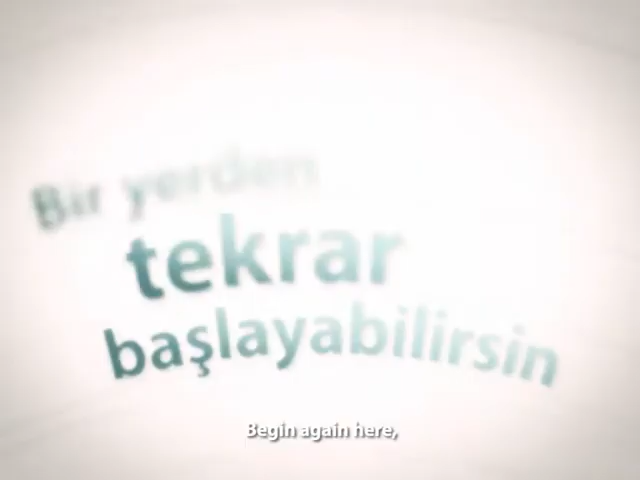 Bir yerden
tekrar
başlayabilirsin
Begin again here,